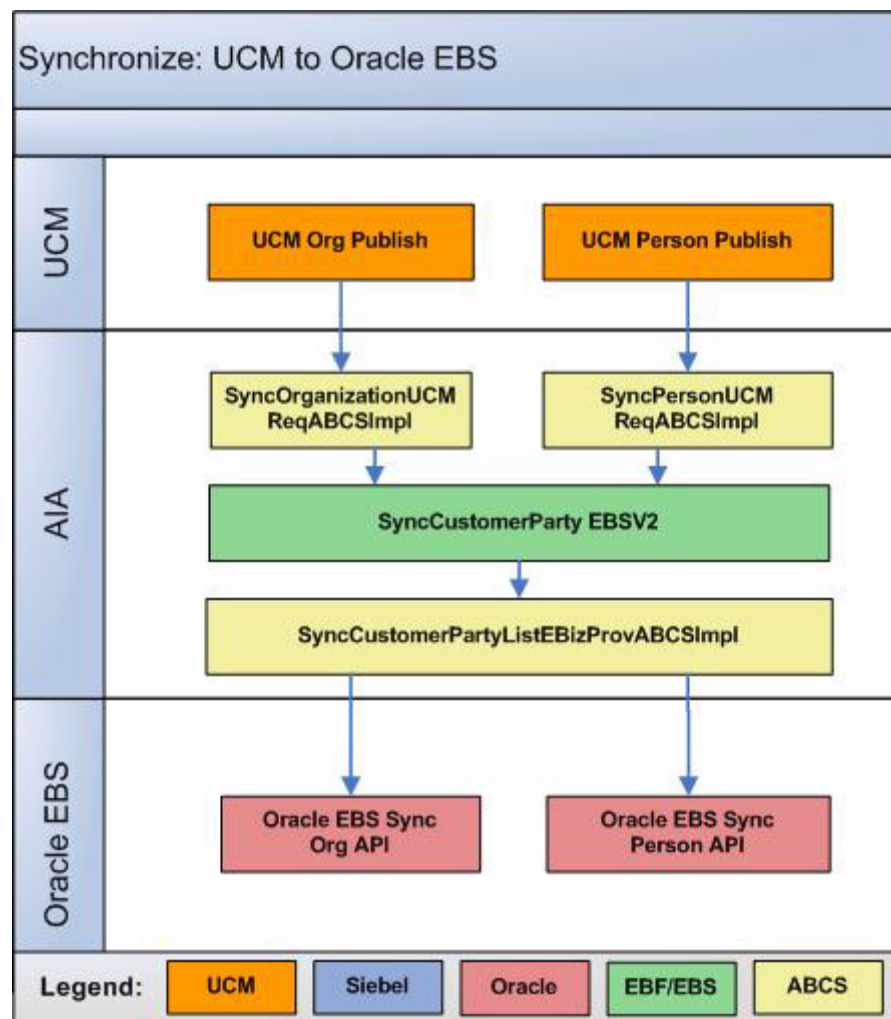 Synchronize: UCM to Oracle EBS
UCM
UCM Org Publish
UCM Person Publish
AIA
SyncOrganizationUCM
ReqABCSImpl
SyncPersonUCM
ReqABCSImpl
SyncCustomerParty EBSV2
SyncCustomerPartyListEBizProvABCSImpl
Oracle EBS
Oracle EBS Sync
Org API
Oracle EBS Sync
Person API
Legend: UCM Siebel Oracle EBF/EBS ABCS